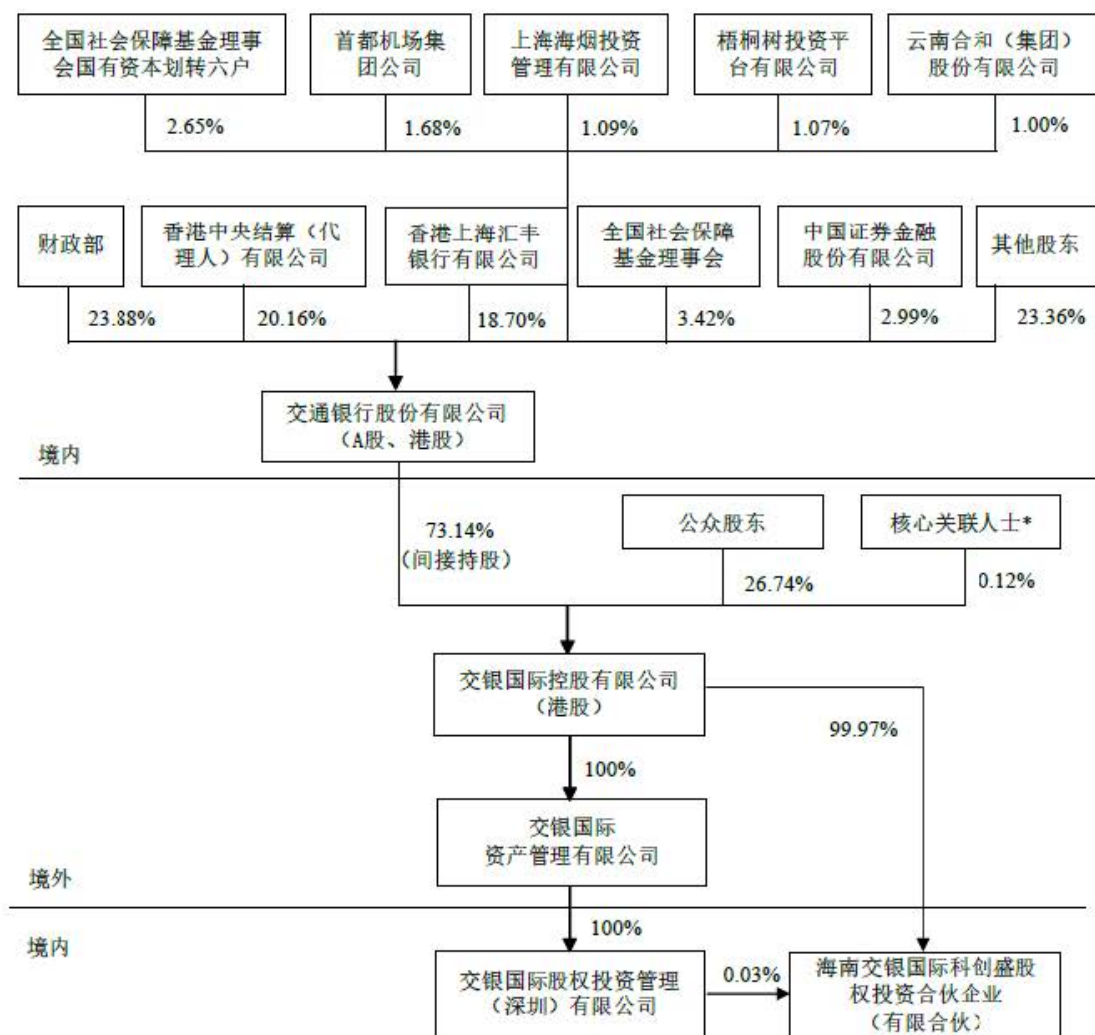 全国社会保障基金理事
会国有资本划转六户
首都机场集
团公司
上海海烟投资
管理有限公司
梧桐树投资平
台有限公司
云南合和（集团）
股份有限公司
2.65%
1.68%
1.09%
1.07%
1.00%
财政部
香港中央结算（代
理人）有限公司
香港上海汇丰
银行有限公司
全国社会保障
基金理事会
中国证券金融
股份有限公司
其他股东
23.88%
20.16%
18.70%
3.42%
2.99%
23.36%
交通银行股份有限公司
（A股、港股）
境内
73.14%
（间接持股）
公众股东
核心关联人士*
26.74%
0.12%
交银国际控股有限公司
（港股）
99.97%
100%
交银国际
资产管理有限公司
境外
100%
境内
交银国际股权投资管理
（深圳）有限公司
0.03%
海南交银国际科创盛股
权投资合伙企业
（有限合伙）